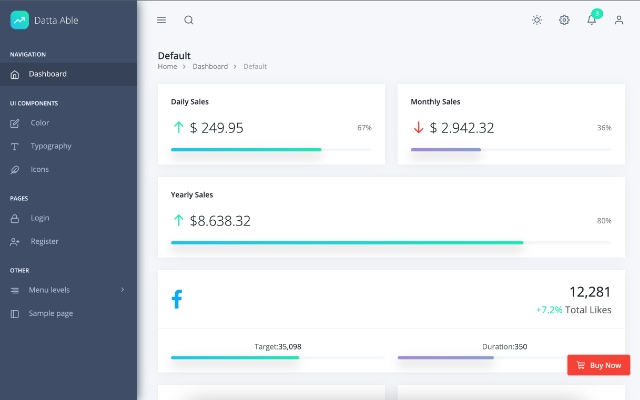 Datta Able
3
NAVIGATION
Dashboard
UI COMPONENTS
Color
Typography
Icons
PAGES
Login
Register
OTHER
Menu levels
Sample page
Default
Home > Dashboard > Default
Daily Sales
$ 249.95
67%
Monthly Sales
$ 2.942.32
36%
Yearly Sales
$8.638.32
80%
12,281
+7.2% Total Likes
Target:35,098
Duration:350
Buy Now